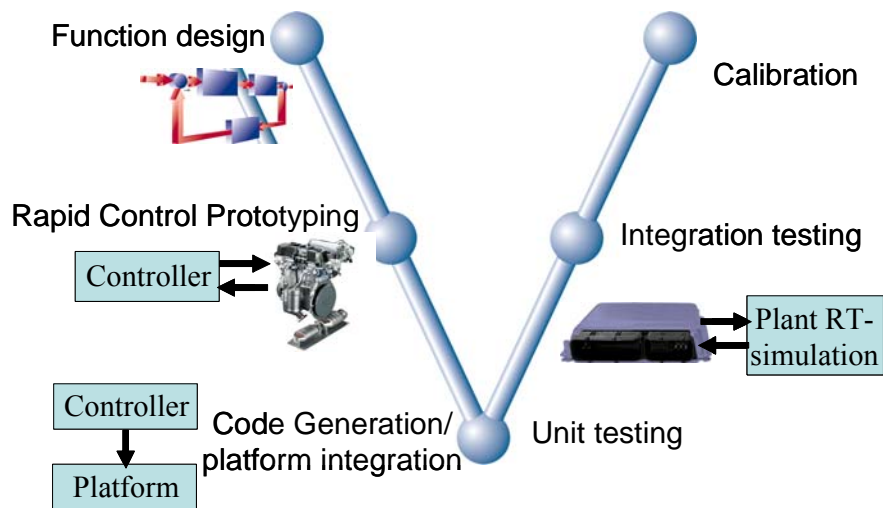 Function design
Calibration
Rapid Control Prototyping
Controller
Integration testing
Plant RT-
simulation
Controller
Platform
Code Generation/
platform integration
Unit testing